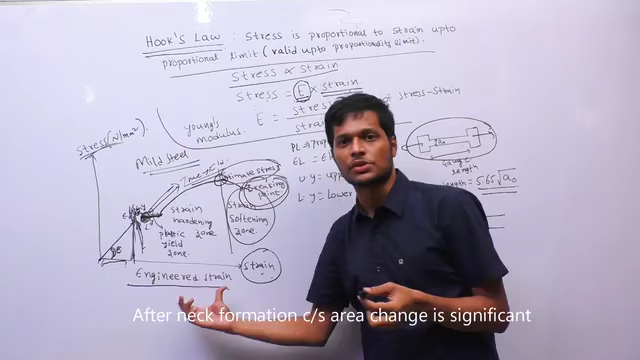 Hook's Law : Stress is proportional to strain upto
proportional limit (valid upto proportionality limit).
Stress ∝ strain
Stress = E × strain
E = stress
strain
of stress-strain
young's
modulus.
Stress (N/mm²).
Mild steel
True
Ultimate stress
breaking
point
strain
hardening
plastic
yield
zone.
zone
strain
softening
zone.
Strain
Engineered strain
PL → prop
EL = El
U y = upp
L y = Lower
Gauge
length
length = 5.65√a₀
After neck formation c/s area change is significant